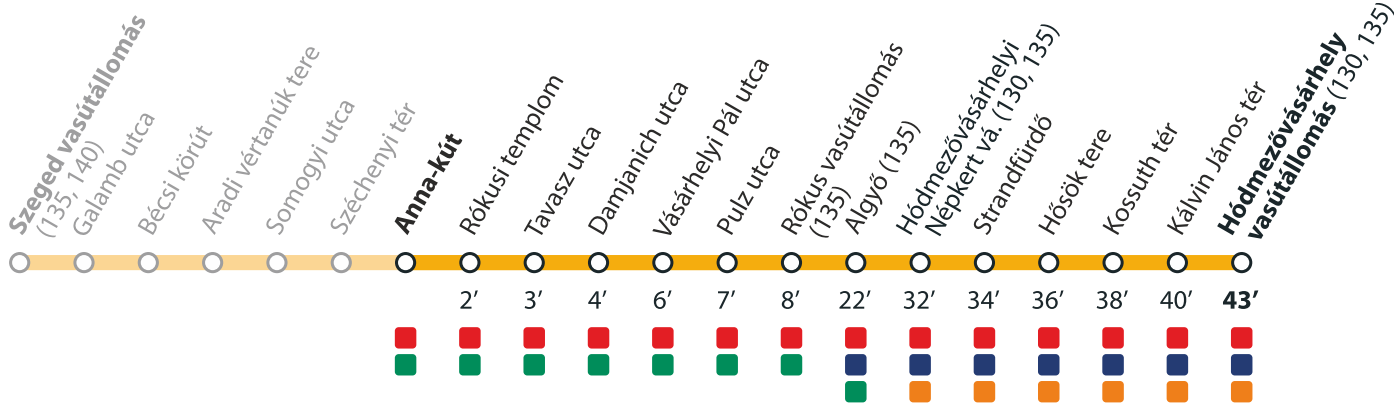 Szeged vasútállomás
(135, 140)
Galamb utca
Bécsi körút
Aradi vértanúk tere
Somogyi utca
Széchenyi tér
Anna-kút
Rókusi templom
Tavasz utca
Damjanich utca
Vásárhelyi Pál utca
Pulz utca
Rókus vasútállomás
(135)
Algyő (135)
Hódmezővásárhelyi
Népkert vá. (130, 135)
Strandfürdő
Hősök tere
Kossuth tér
Kálvin János tér
Hódmezővásárhely
vasútállomás (130, 135)
2’ 3’ 4’ 6’ 7’ 8’ 22’ 32’ 34’ 36’ 38’ 40’ 43’